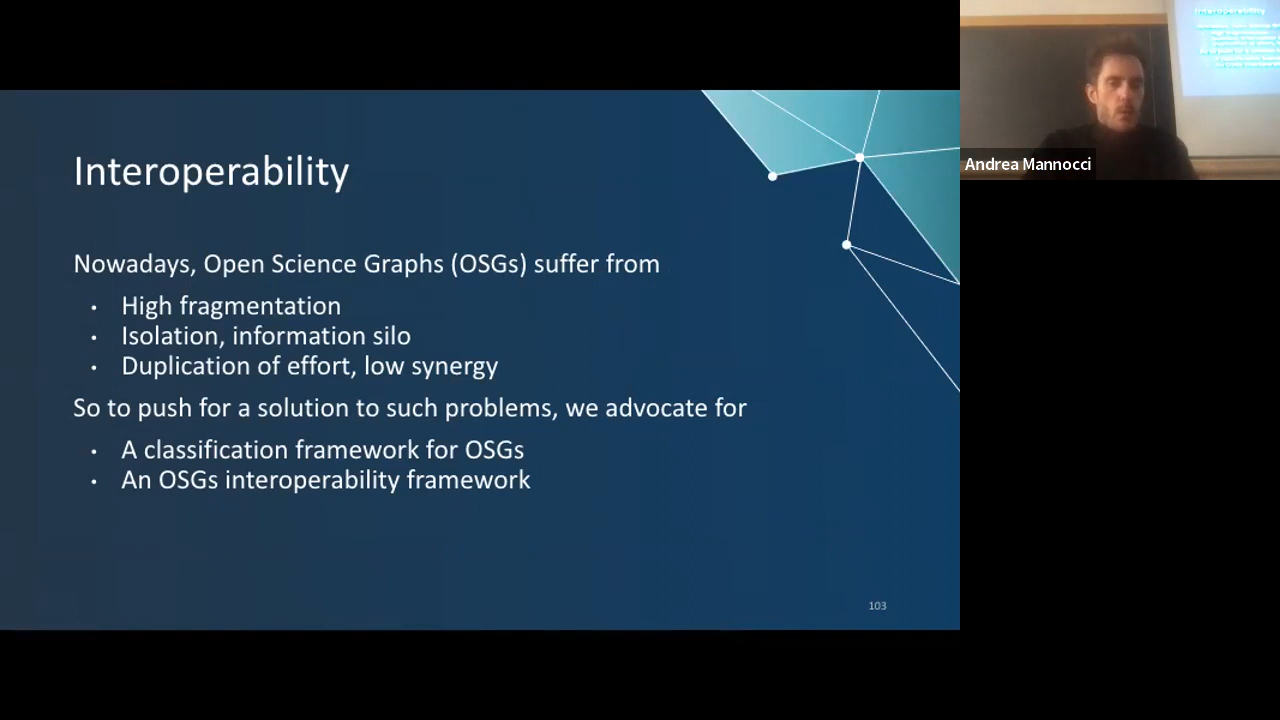 Interoperability
Nowadays, Open Science Graphs (OSGs) suffer from
• High fragmentation
• Isolation, information silo
• Duplication of effort, low synergy
So to push for a solution to such problems, we advocate for
• A classification framework for OSGs
• An OSGs interoperability framework
103
Interoperability
Andrea Mannocci